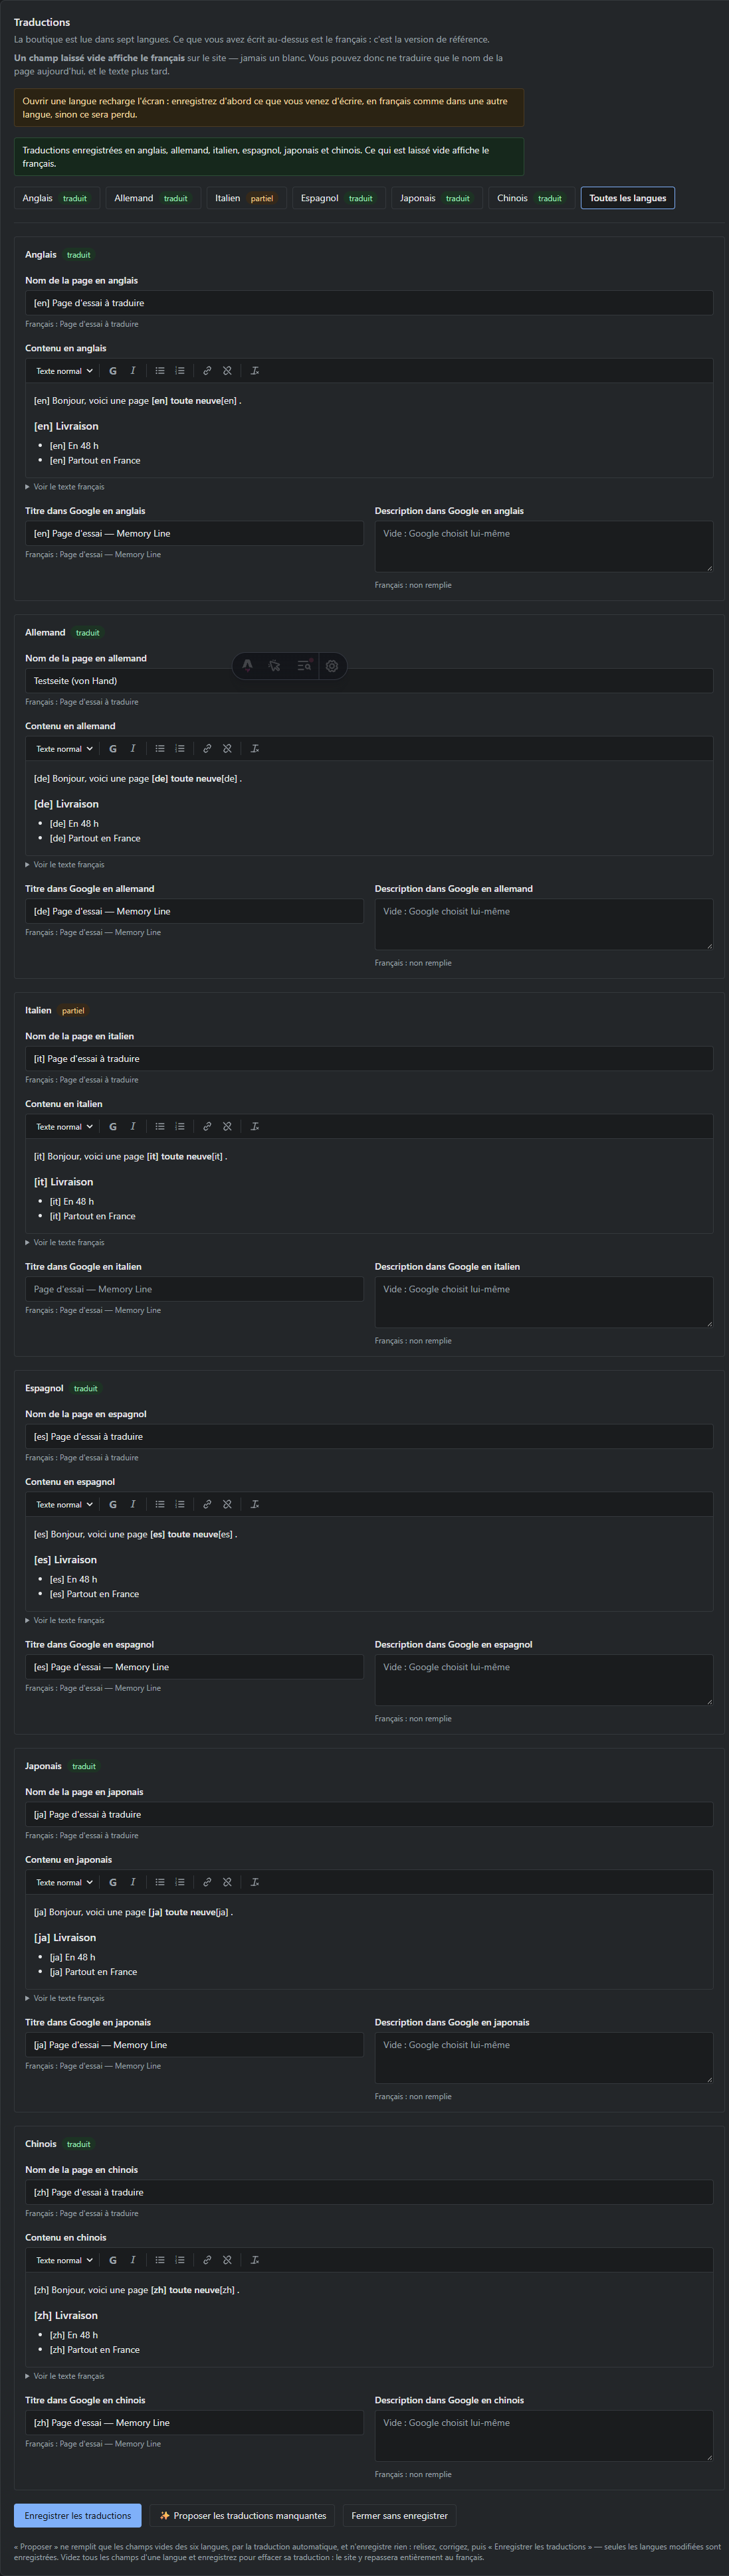 Traductions
La boutique est lue dans sept langues. Ce que vous avez écrit au-dessus est le français : c'est la version de référence.
Un champ laissé vide affiche le français sur le site — jamais un blanc. Vous pouvez donc ne traduire que le nom de la
page aujourd'hui, et le texte plus tard.
Ouvrir une langue recharge l'écran : enregistrez d'abord ce que vous venez d'écrire, en français comme dans une autre
langue, sinon ce sera perdu.
Traductions enregistrées en anglais, allemand, italien, espagnol, japonais et chinois. Ce qui est laissé vide affiche le
français.
Anglais traduit Allemand traduit Italien partiel Espagnol traduit Japonais traduit Chinois traduit Toutes les langues
Anglais traduit
Nom de la page en anglais
[en] Page d'essai à traduire
Français : Page d'essai à traduire
Contenu en anglais
Texte normal G I
[en] Bonjour, voici une page [en] toute neuve[en] .
[en] Livraison
• [en] En 48 h
• [en] Partout en France
Voir le texte français
Titre dans Google en anglais Description dans Google en anglais
[en] Page d'essai — Memory Line Vide : Google choisit lui-même
Français : Page d'essai — Memory Line
Français : non remplie
Allemand traduit
Nom de la page en allemand
Testseite (von Hand)
Français : Page d'essai à traduire
Contenu en allemand
Texte normal G I
[de] Bonjour, voici une page [de] toute neuve[de] .
[de] Livraison
• [de] En 48 h
• [de] Partout en France
Voir le texte français
Titre dans Google en allemand Description dans Google en allemand
[de] Page d'essai — Memory Line Vide : Google choisit lui-même
Français : Page d'essai — Memory Line
Français : non remplie
Italien partiel
Nom de la page en italien
[it] Page d'essai à traduire
Français : Page d'essai à traduire
Contenu en italien
Texte normal G I
[it] Bonjour, voici une page [it] toute neuve[it] .
[it] Livraison
• [it] En 48 h
• [it] Partout en France
Voir le texte français
Titre dans Google en italien Description dans Google en italien
Page d'essai — Memory Line Vide : Google choisit lui-même
Français : Page d'essai — Memory Line
Français : non remplie
Espagnol traduit
Nom de la page en espagnol
[es] Page d'essai à traduire
Français : Page d'essai à traduire
Contenu en espagnol
Texte normal G I
[es] Bonjour, voici une page [es] toute neuve[es] .
[es] Livraison
• [es] En 48 h
• [es] Partout en France
Voir le texte français
Titre dans Google en espagnol Description dans Google en espagnol
[es] Page d'essai — Memory Line Vide : Google choisit lui-même
Français : Page d'essai — Memory Line
Français : non remplie
Japonais traduit
Nom de la page en japonais
[ja] Page d'essai à traduire
Français : Page d'essai à traduire
Contenu en japonais
Texte normal G I
[ja] Bonjour, voici une page [ja] toute neuve[ja] .
[ja] Livraison
• [ja] En 48 h
• [ja] Partout en France
Voir le texte français
Titre dans Google en japonais Description dans Google en japonais
[ja] Page d'essai — Memory Line Vide : Google choisit lui-même
Français : Page d'essai — Memory Line
Français : non remplie
Chinois traduit
Nom de la page en chinois
[zh] Page d'essai à traduire
Français : Page d'essai à traduire
Contenu en chinois
Texte normal G I
[zh] Bonjour, voici une page [zh] toute neuve[zh] .
[zh] Livraison
• [zh] En 48 h
• [zh] Partout en France
Voir le texte français
Titre dans Google en chinois Description dans Google en chinois
[zh] Page d'essai — Memory Line Vide : Google choisit lui-même
Français : Page d'essai — Memory Line
Français : non remplie
Enregistrer les traductions ✨ Proposer les traductions manquantes Fermer sans enregistrer
« Proposer » ne remplit que les champs vides des six langues, par la traduction automatique, et n'enregistre rien : relisez, corrigez, puis « Enregistrer les traductions » — seules les langues modifiées sont
enregistrées. Videz tous les champs d'une langue et enregistrez pour effacer sa traduction : le site y repassera entièrement au français.